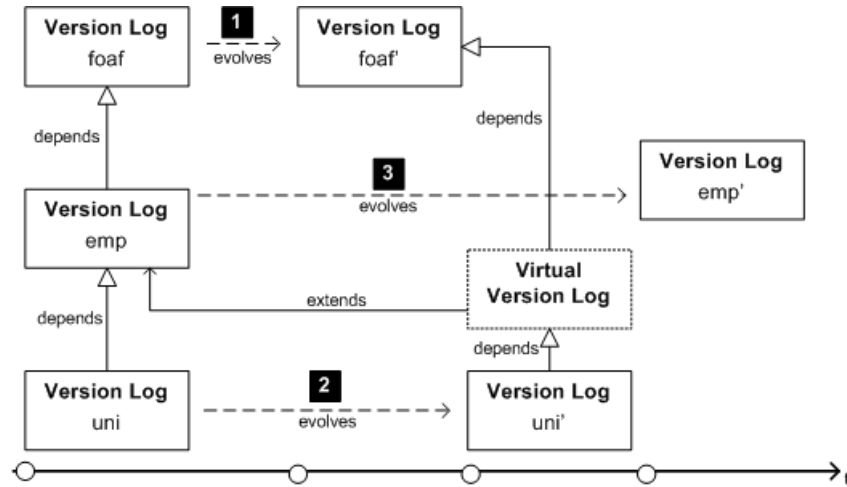 Version Log
foaf
1
evolves
Version Log
foaf’
depends
depends
Version Log
emp
3
evolves
Version Log
emp’
Virtual
Version Log
extends
depends
depends
Version Log
uni
2
evolves
Version Log
uni’
t